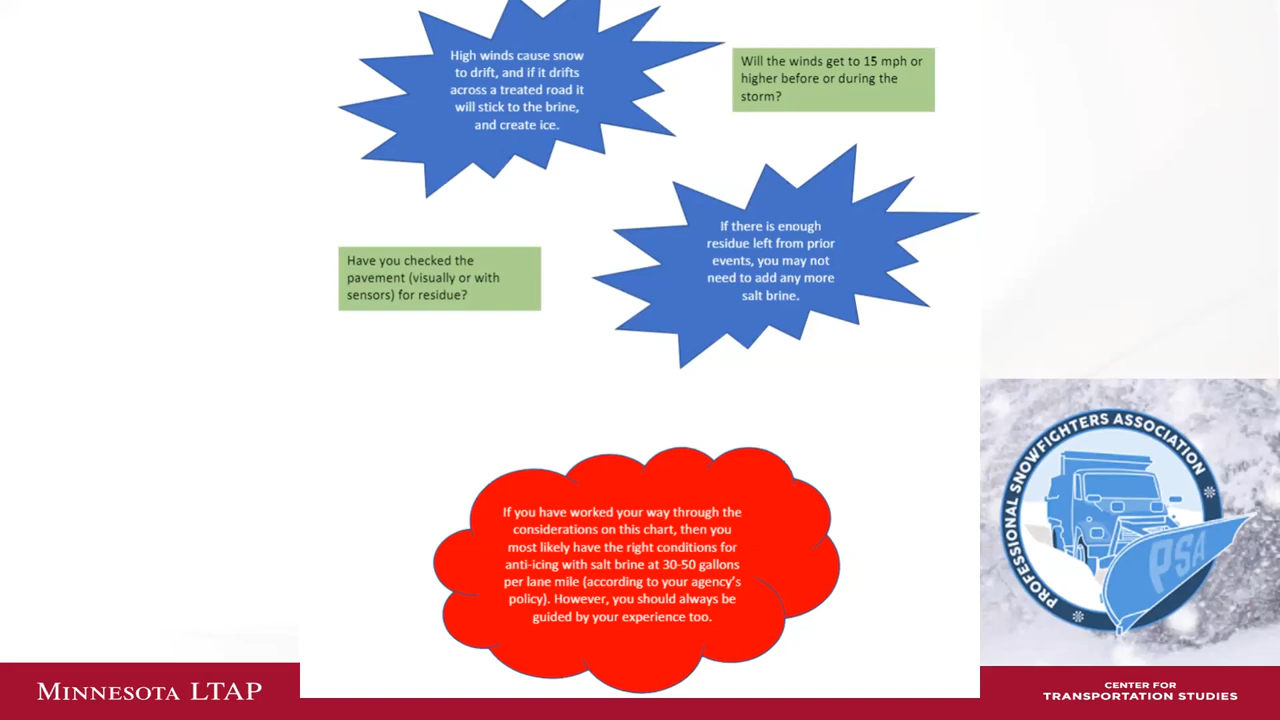 High winds cause snow
to drift, and if it drifts
across a treated road it
will stick to the brine,
and create ice.
Will the winds get to 15 mph or
higher before or during the
storm?
If there is enough
residue left from prior
events, you may not
need to add any more
salt brine.
Have you checked the
pavement (visually or with
sensors) for residue?
If you have worked your way through the
considerations on this chart, then you
most likely have the right conditions for
anti-icing with salt brine at 30-50 gallons
per lane mile (according to your agency's
policy). However, you should always be
guided by your experience too.
PROFESSIONAL SNOWFIGHTERS ASSOCIATION
PSA
MINNESOTA LTAP
CENTER FOR
TRANSPORTATION STUDIES